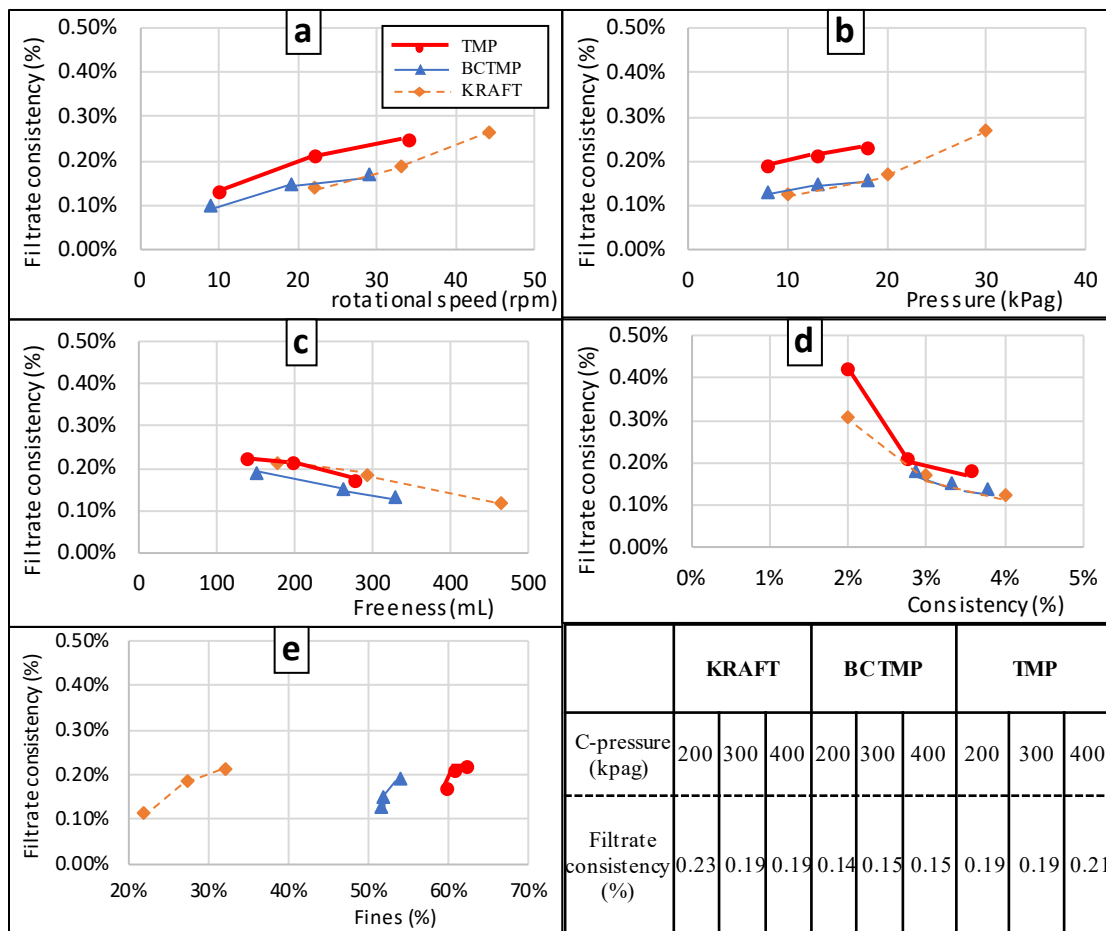 a
0.50%
0.40%
0.30%
0.20%
0.10%
0.00%
Filtrate consistency (%)
TMP
BCTMP
KRAFT
0 10 20 30 40 50
rotational speed (rpm)
b
0.50%
0.40%
0.30%
0.20%
0.10%
0.00%
Filtrate consistency (%)
0 10 20 30 40
Pressure (kPag)
c
0.50%
0.40%
0.30%
0.20%
0.10%
0.00%
Filtrate consistency (%)
0 100 200 300 400 500
Freeness (mL)
d
0.50%
0.40%
0.30%
0.20%
0.10%
0.00%
Filtrate consistency (%)
0% 1% 2% 3% 4% 5%
Consistency (%)
e
0.50%
0.40%
0.30%
0.20%
0.10%
0.00%
Filtrate consistency (%)
20% 30% 40% 50% 60% 70%
Fines (%)
KRAFT BCTMP TMP
C-pressure
(kpag)
200 300 400 200 300 400 200 300 400
Filtrate
consistency
(%)
0.23 0.19 0.19 0.14 0.15 0.15 0.19 0.19 0.21